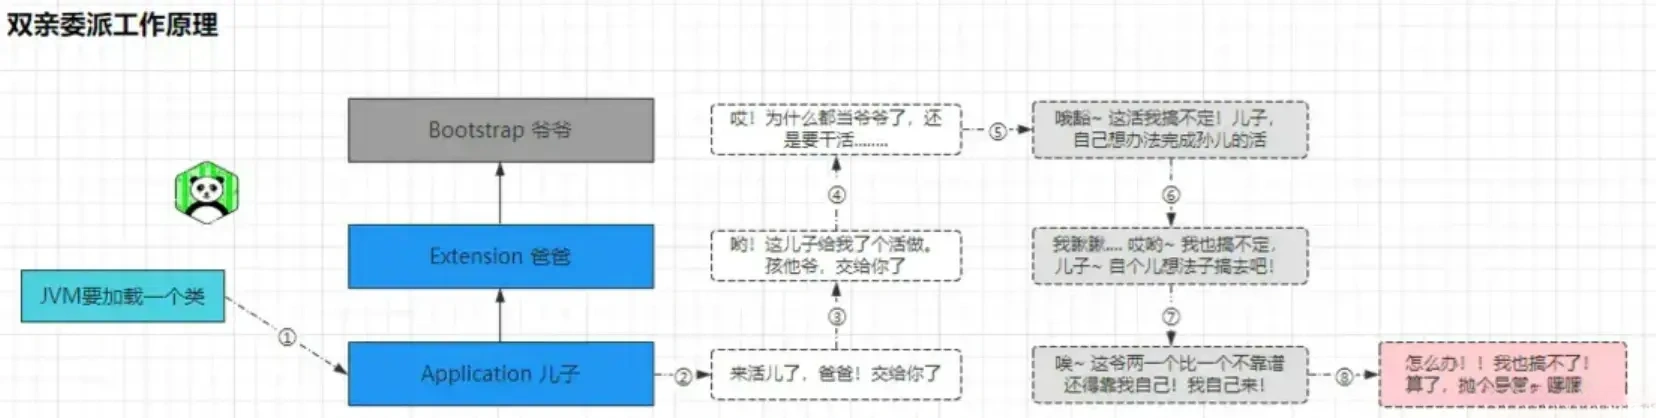 双亲委派工作原理
Bootstrap 爷爷
Extension 爸爸
JVM要加载一个类
①
Application 儿子
②
来活儿了，爸爸！交给你了
③
哟！这儿子给我了个活做。
孩他爷，交给你了
④
哎！为什么都当爷爷了，还
是要干活........
⑤
哦豁~ 这活我搞不定！儿子，
自己想办法完成孙儿的活
⑥
我瞅瞅.... 哎哟~ 我也搞不定，
儿子~ 自个儿想法子搞去吧！
⑦
唉~ 这爷两一个比一个不靠谱
还得靠我自己！我自己来！
⑧
怎么办！！我也搞不了！
算了，抛个异常。嘿嘿